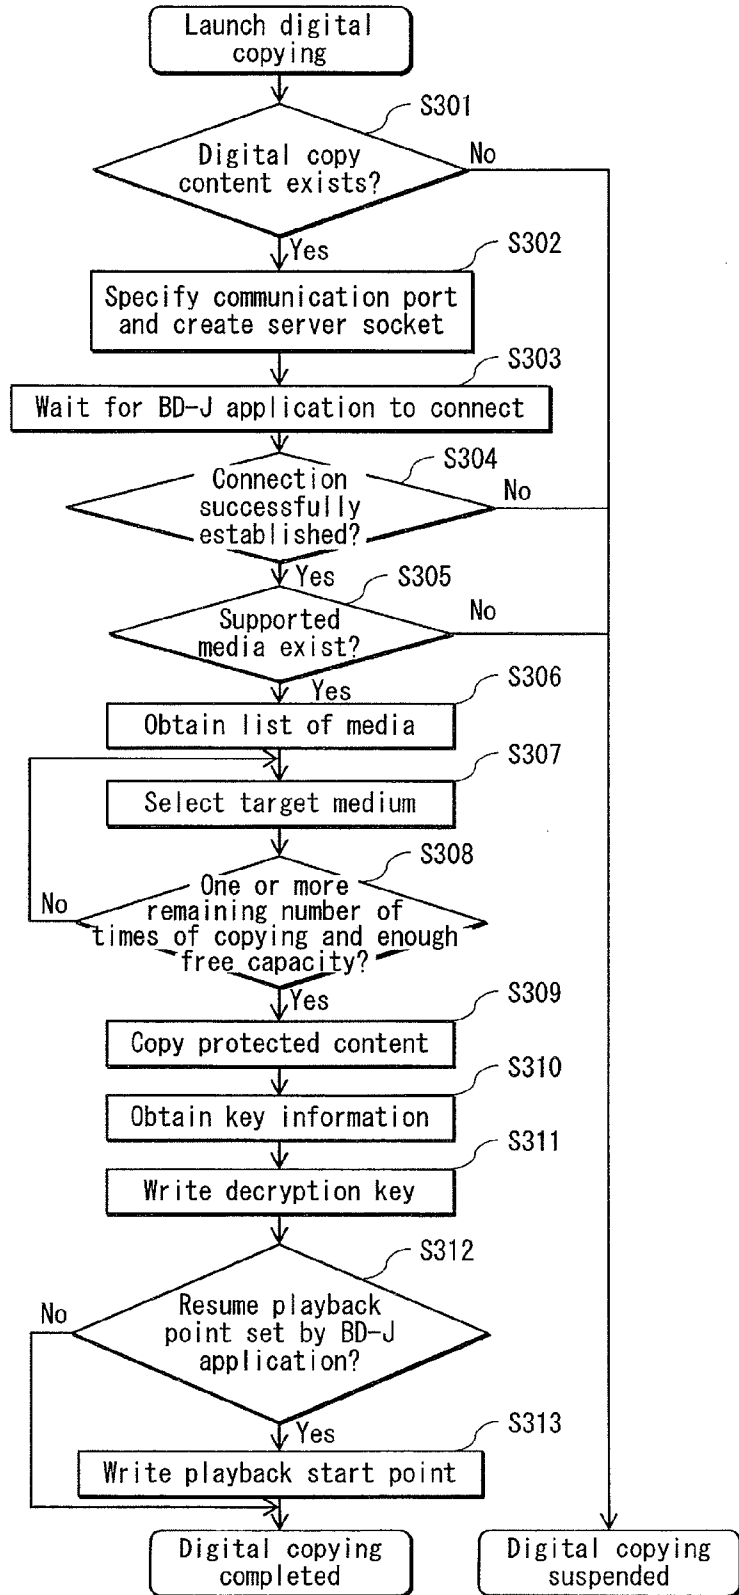 Launch digital
copying
S301
Digital copy
content exists?
No
Yes
S302
Specify communication port
and create server socket
S303
Wait for BD-J application to connect
S304
Connection
successfully
established?
No
Yes
S305
Supported
media exist?
No
Yes
S306
Obtain list of media
S307
Select target medium
S308
One or more
remaining number of
times of copying and enough
free capacity?
No
Yes
S309
Copy protected content
S310
Obtain key information
S311
Write decryption key
S312
Resume playback
point set by BD-J
application?
No
Yes
S313
Write playback start point
Digital copying
completed
Digital copying
suspended